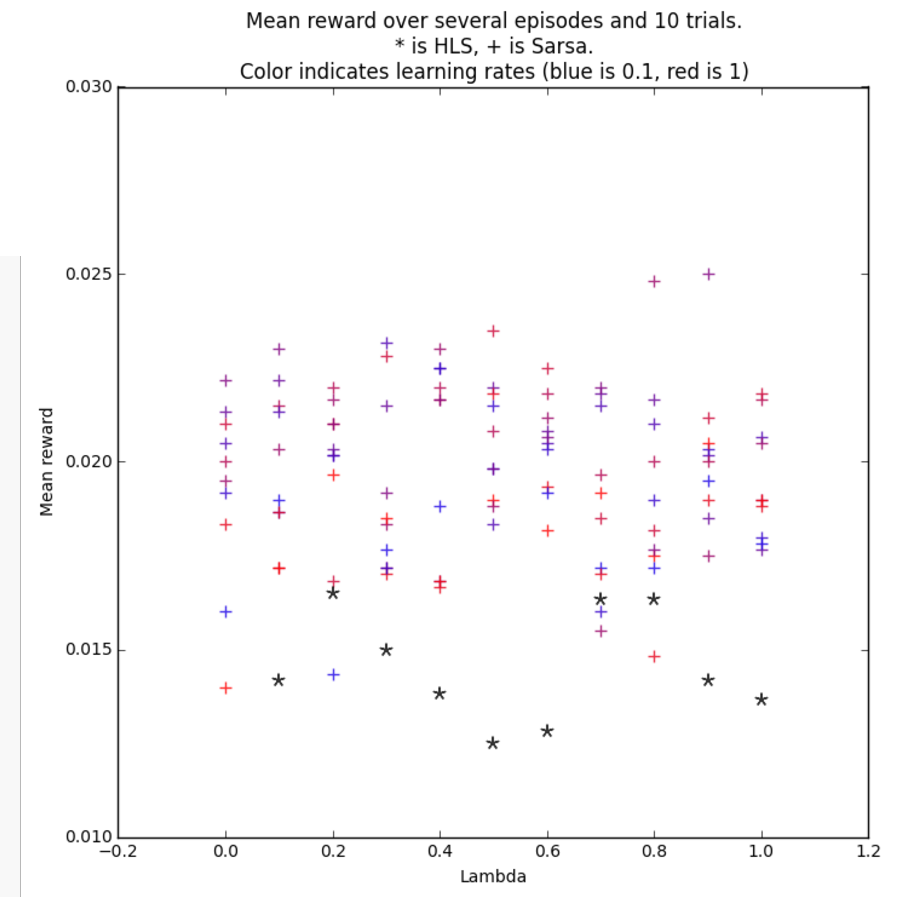 Mean reward over several episodes and 10 trials.
* is HLS, + is Sarsa.
Color indicates learning rates (blue is 0.1, red is 1)
0.030
0.025
0.020
0.015
0.010
Mean reward
−0.2 0.0 0.2 0.4 0.6 0.8 1.0 1.2
Lambda